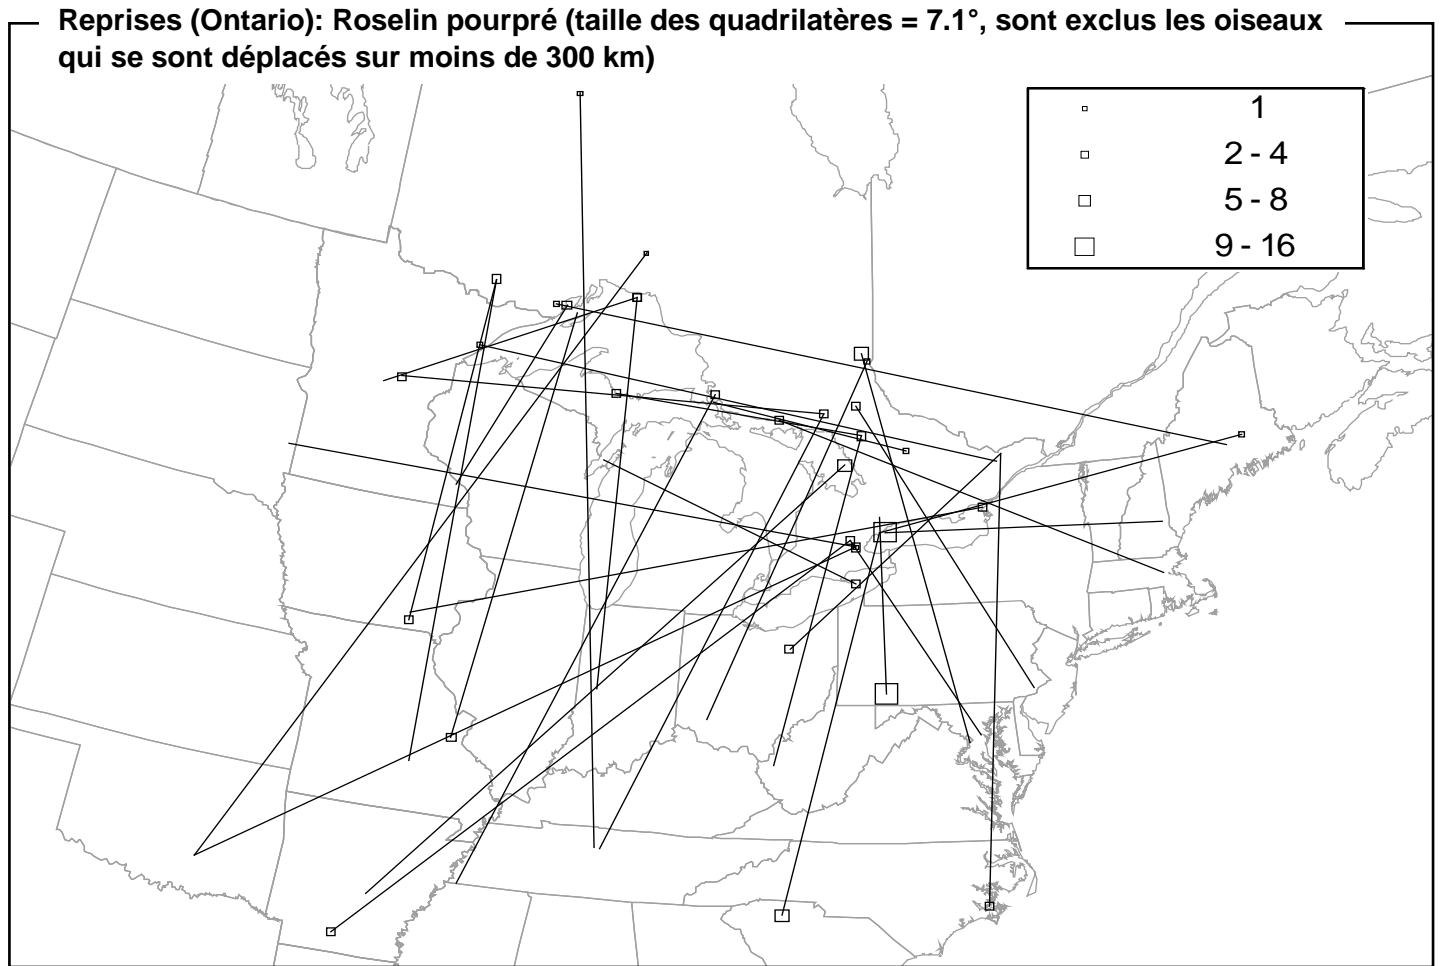 Reprises (Ontario): Roselin pourpré (taille des quadrilatères = 7.1°, sont exclus les oiseaux
qui se sont déplacés sur moins de 300 km)
1
2 - 4
5 - 8
9 - 16